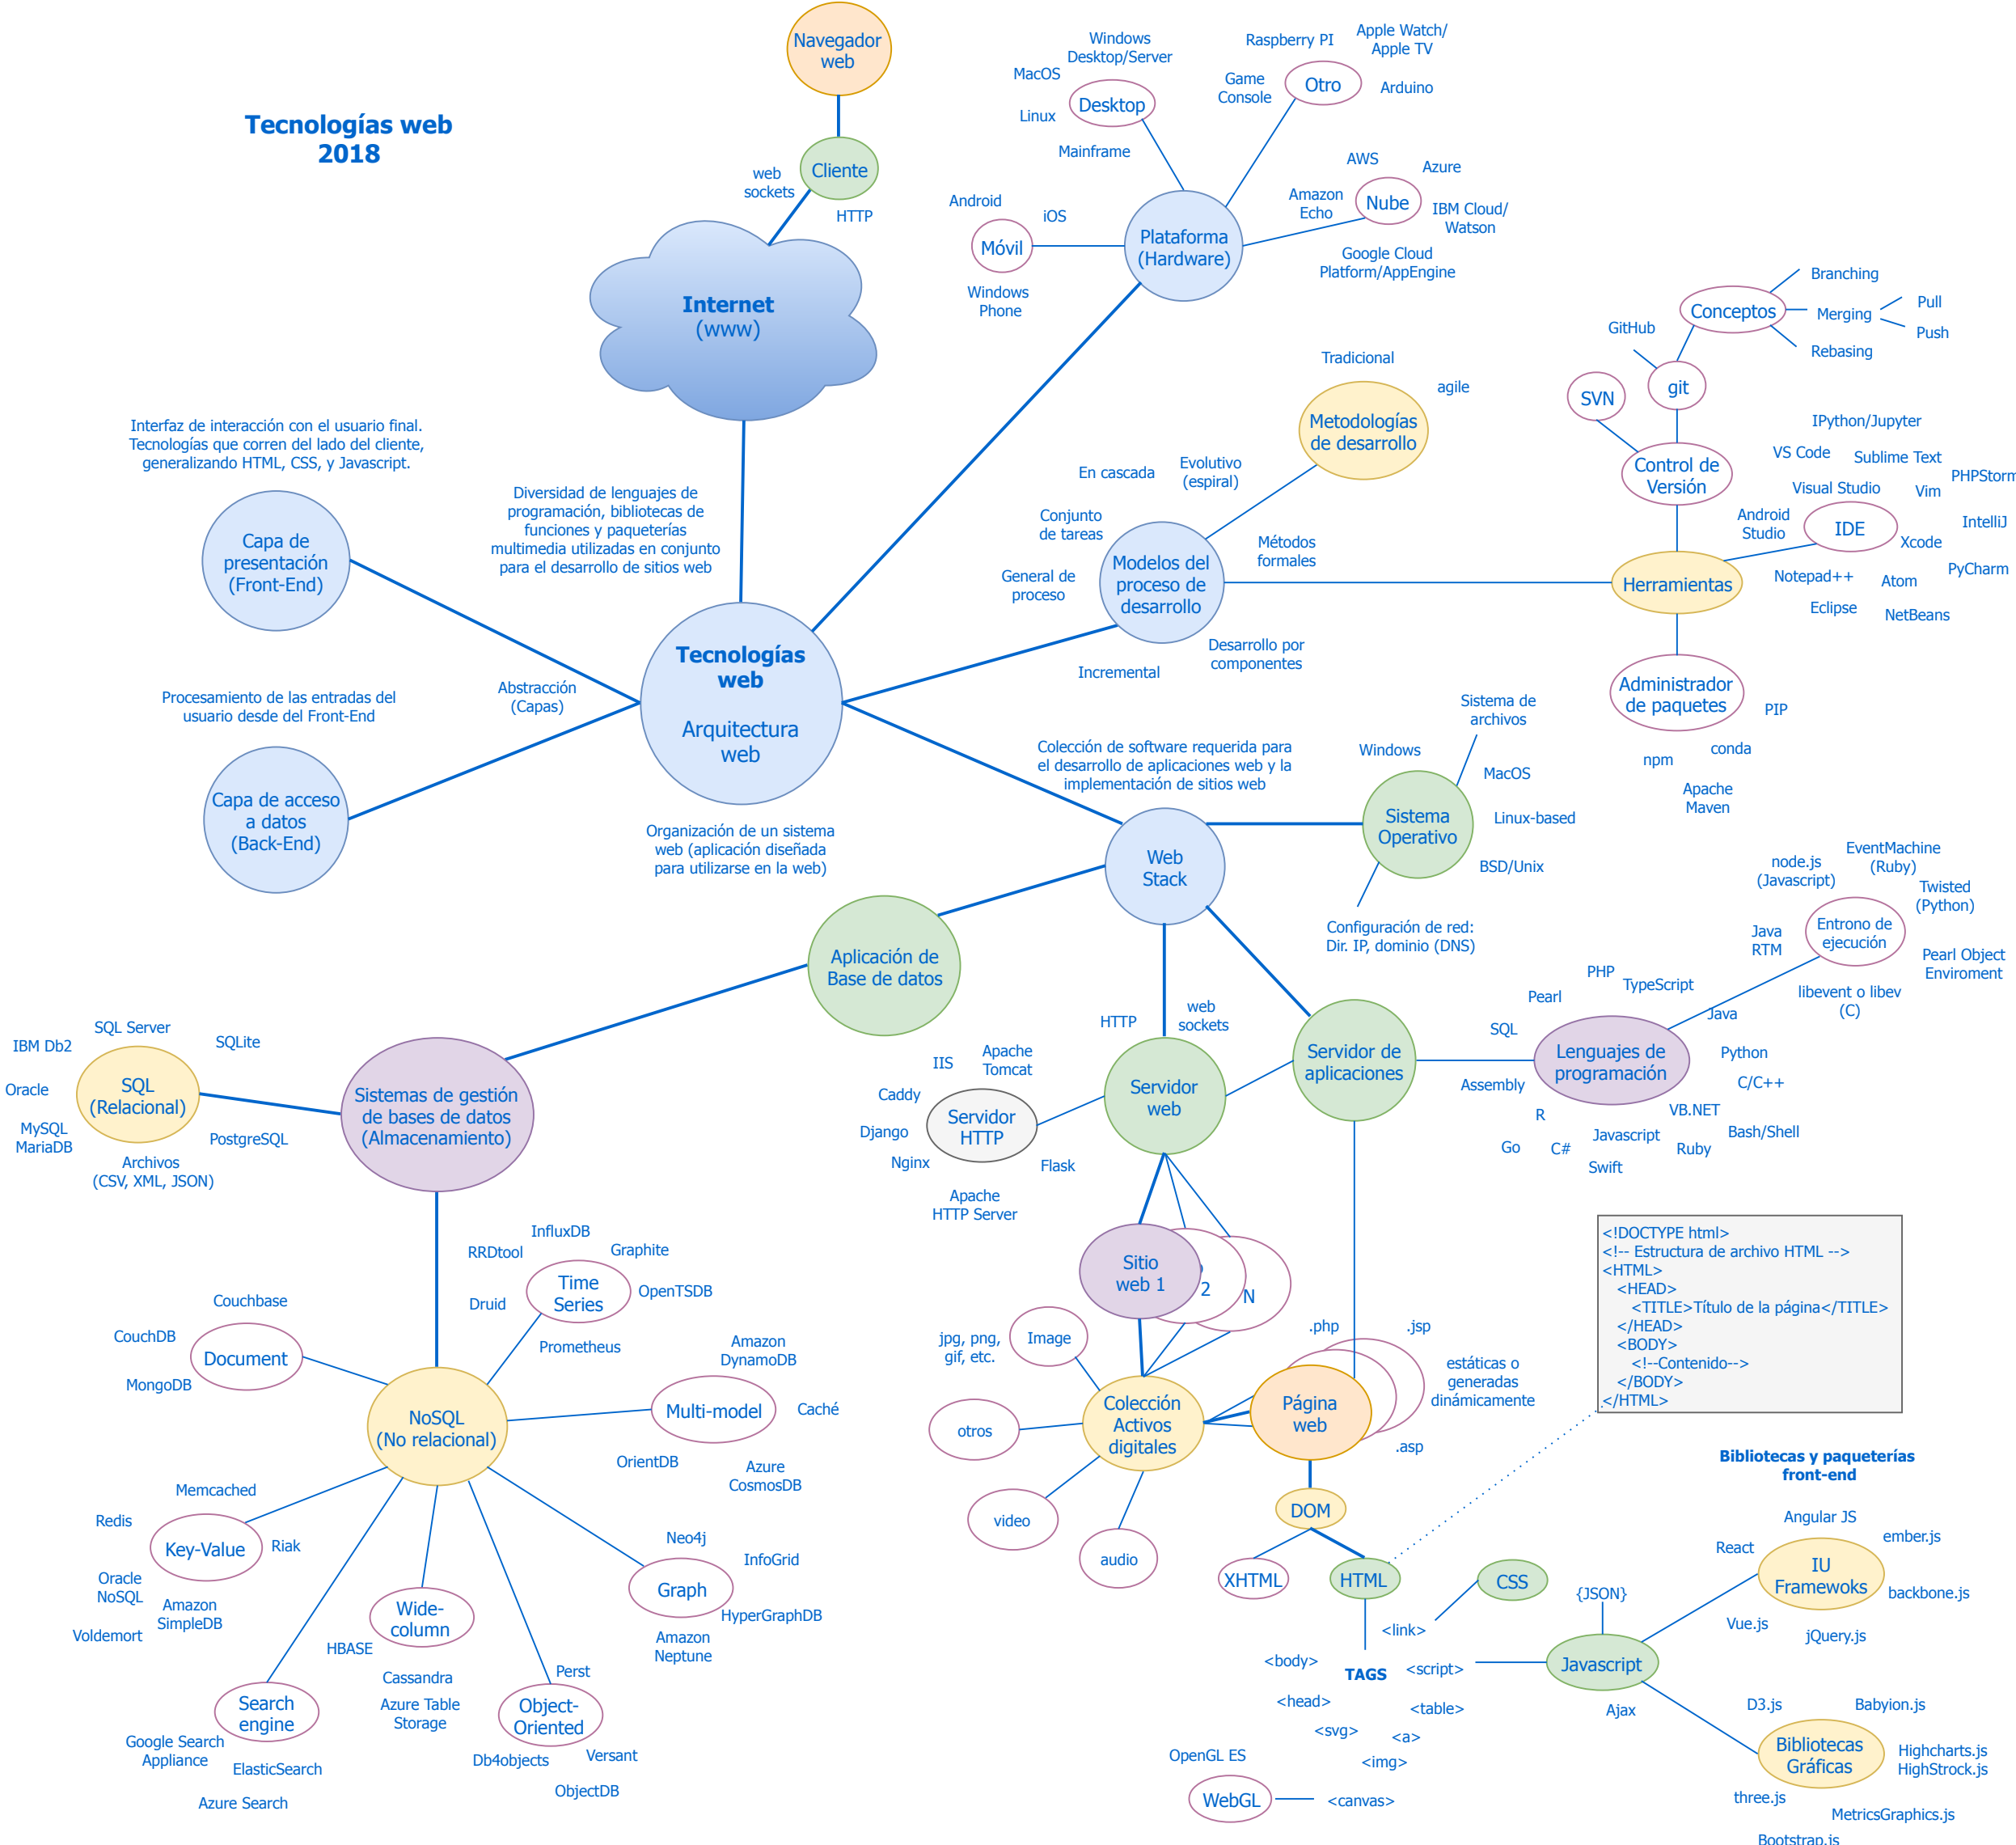 Tecnologías web
2018
Navegador
web
Cliente
web
sockets
HTTP
Internet
(www)
Windows
Desktop/Server
MacOS
Desktop
Linux
Mainframe
Raspberry PI
Apple Watch/
Apple TV
Game
Console
Otro
Arduino
AWS
Azure
Amazon
Echo
Nube
IBM Cloud/
Watson
Google Cloud
Platform/AppEngine
Android
iOS
Móvil
Windows
Phone
Plataforma
(Hardware)
Branching
Conceptos
Merging
Pull
Push
Rebasing
GitHub
git
SVN
Control de
Versión
Tradicional
agile
Metodologías
de desarrollo
En cascada
Evolutivo
(espiral)
Conjunto
de tareas
Métodos
formales
General de
proceso
Modelos del
proceso de
desarrollo
Desarrollo por
componentes
Incremental
IPython/Jupyter
VS Code
Sublime Text
PHPStorm
Visual Studio
Vim
Android
Studio
IDE
IntelliJ
Xcode
PyCharm
Notepad++
Atom
Eclipse
NetBeans
Herramientas
Administrador
de paquetes
PIP
conda
npm
Apache
Maven
Interfaz de interacción con el usuario final.
Tecnologías que corren del lado del cliente,
generalizando HTML, CSS, y Javascript.
Capa de
presentación
(Front-End)
Diversidad de lenguajes de
programación, bibliotecas de
funciones y paqueterías
multimedia utilizadas en conjunto
para el desarrollo de sitios web
Tecnologías
web
Arquitectura
web
Abstracción
(Capas)
Procesamiento de las entradas del
usuario desde del Front-End
Capa de acceso
a datos
(Back-End)
Organización de un sistema
web (aplicación diseñada
para utilizarse en la web)
Colección de software requerida para
el desarrollo de aplicaciones web y la
implementación de sitios web
Web
Stack
Sistema de
archivos
Windows
MacOS
Sistema
Operativo
Linux-based
BSD/Unix
Configuración de red:
Dir. IP, dominio (DNS)
Aplicación de
Base de datos
node.js
(Javascript)
EventMachine
(Ruby)
Twisted
(Python)
Entrono de
ejecución
Java
RTM
Pearl Object
Enviroment
libevent o libev
(C)
PHP
TypeScript
Pearl
Java
SQL
Lenguajes de
programación
Python
C/C++
Assembly
R
VB.NET
Bash/Shell
Go
C#
Javascript
Ruby
Swift
HTTP
web
sockets
Servidor de
aplicaciones
Servidor
web
IIS
Apache
Tomcat
Caddy
Servidor
HTTP
Django
Nginx
Flask
Apache
HTTP Server
SQL Server
IBM Db2
SQLite
Oracle
SQL
(Relacional)
MySQL
MariaDB
PostgreSQL
Archivos
(CSV, XML, JSON)
Sistemas de gestión
de bases de datos
(Almacenamiento)
InfluxDB
RRDtool
Graphite
Time
Series
OpenTSDB
Druid
Prometheus
Couchbase
CouchDB
Document
MongoDB
NoSQL
(No relacional)
Amazon
DynamoDB
Multi-model
Caché
OrientDB
Azure
CosmosDB
Memcached
Redis
Key-Value
Riak
Oracle
NoSQL
Amazon
SimpleDB
Voldemort
Neo4j
InfoGrid
Graph
HyperGraphDB
Amazon
Neptune
Wide-
column
HBASE
Cassandra
Azure Table
Storage
Search
engine
Google Search
Appliance
ElasticSearch
Azure Search
Perst
Object-
Oriented
Db4objects
Versant
ObjectDB
Sitio
web 1
2
N
jpg, png,
gif, etc.
Image
otros
Colección
Activos
digitales
video
audio
.php
.jsp
estáticas o
generadas
dinámicamente
Página
web
.asp
DOM
XHTML
HTML
<!DOCTYPE html>
<!-- Estructura de archivo HTML -->
<HTML>
<HEAD>
<TITLE>Título de la página</TITLE>
</HEAD>
<BODY>
<!--Contenido-->
</BODY>
</HTML>
CSS
<link>
<body>
TAGS
<script>
<head>
<table>
<svg>
<a>
<img>
<canvas>
OpenGL ES
WebGL
{JSON}
Javascript
Ajax
Bibliotecas y paqueterías
front-end
Angular JS
ember.js
React
IU
Framewoks
backbone.js
Vue.js
jQuery.js
D3.js
Babyion.js
Bibliotecas
Gráficas
Highcharts.js
HighStrock.js
three.js
MetricsGraphics.js
Bootstrap.js